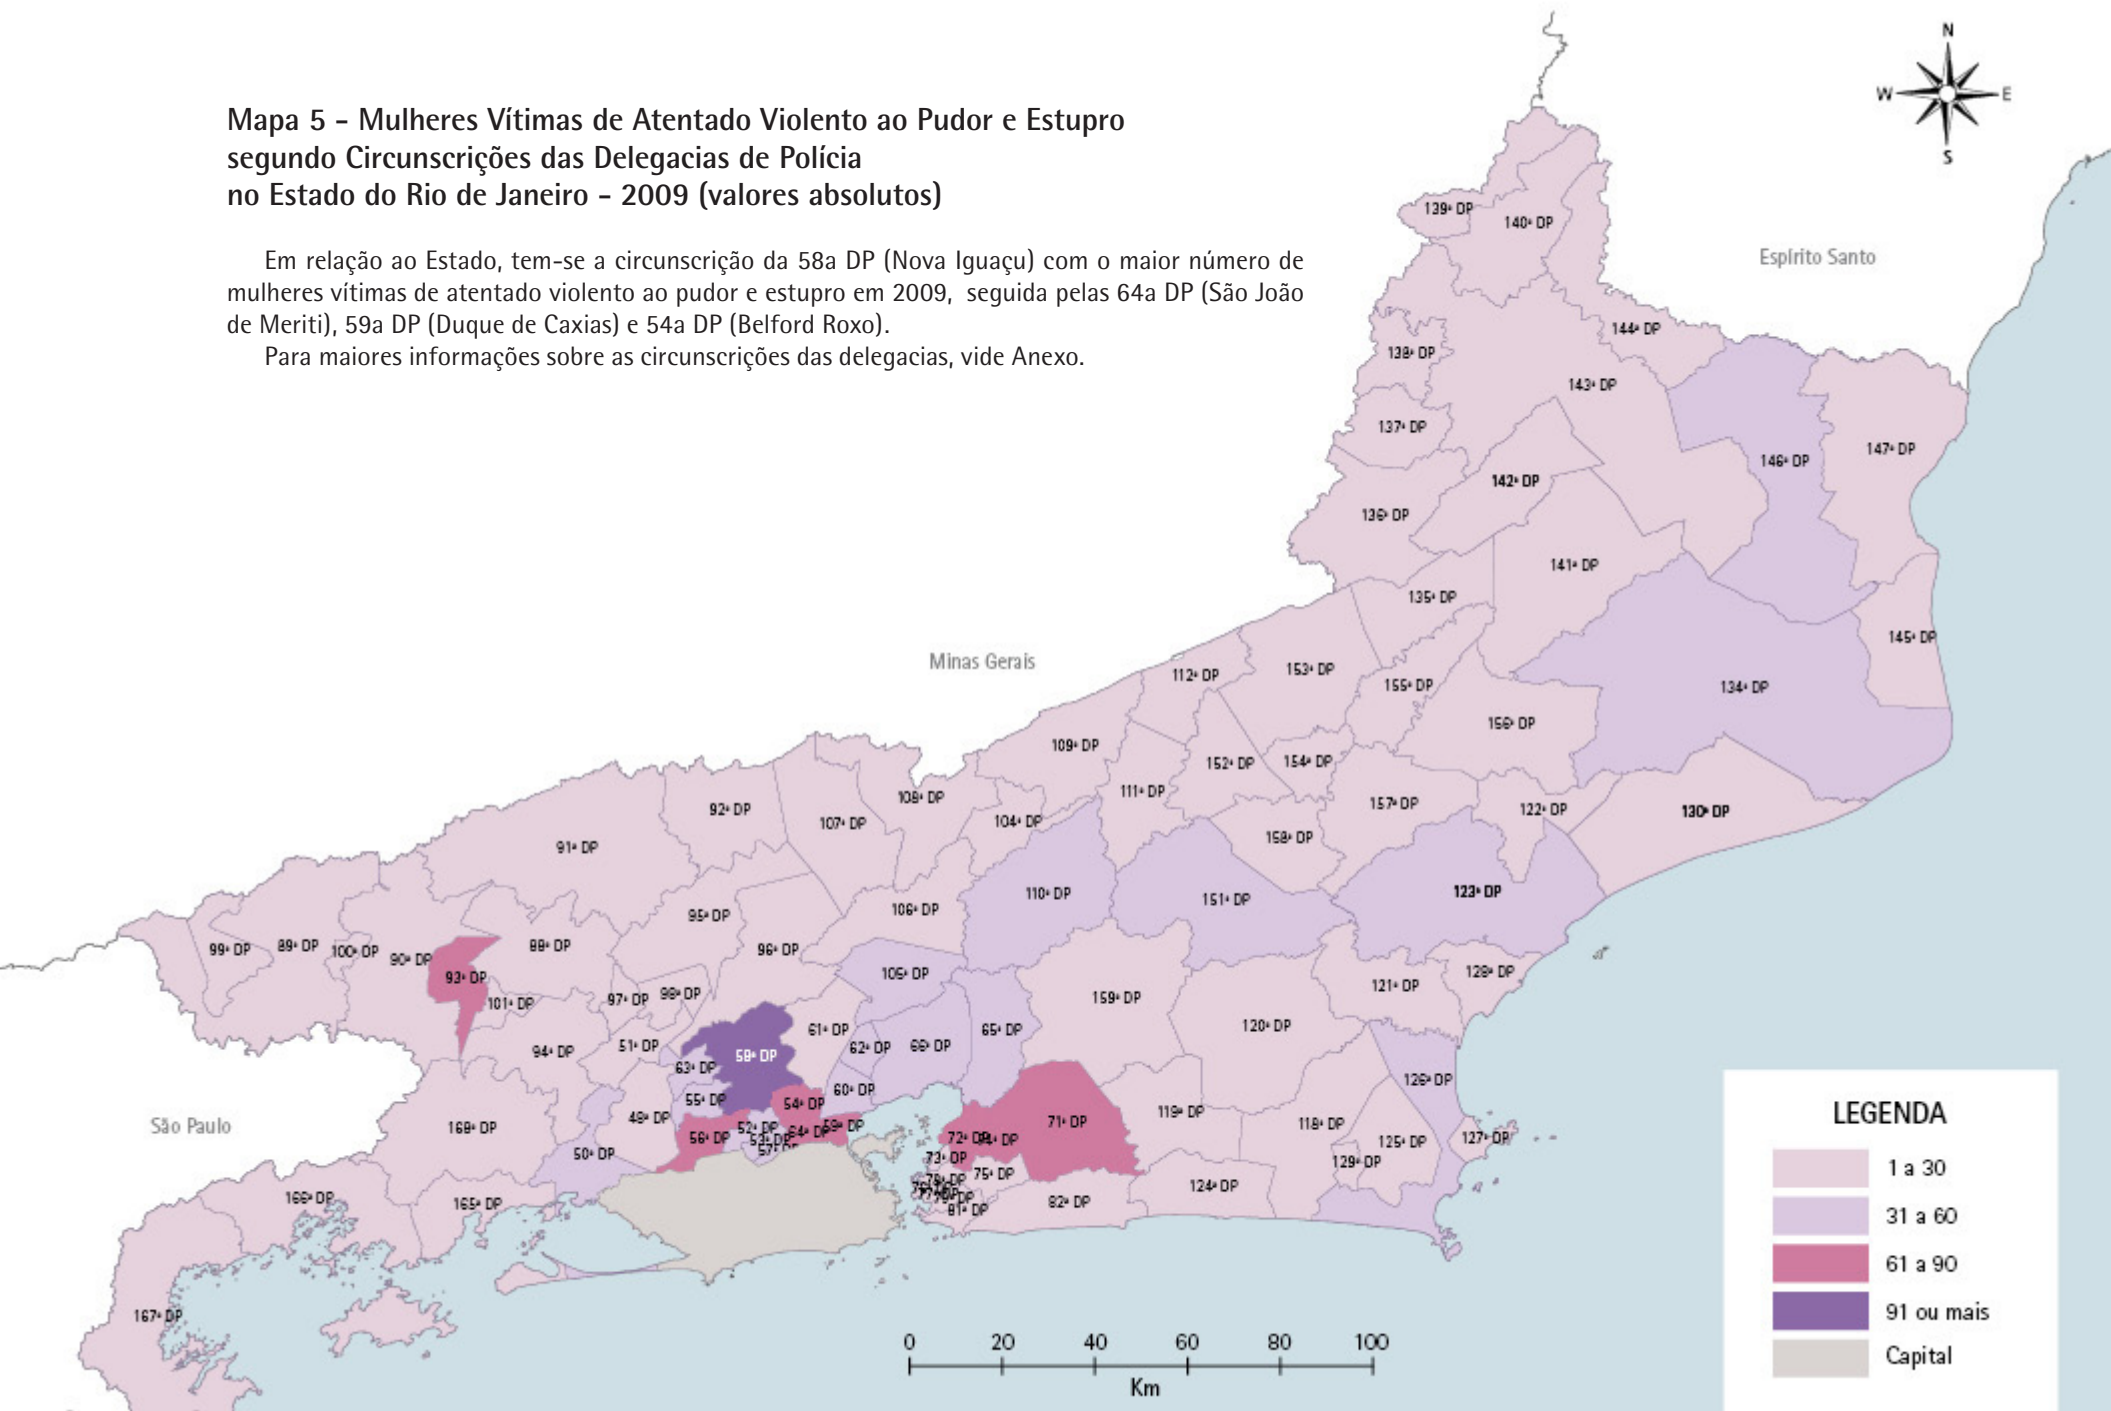 N
W E
S
Mapa 5 - Mulheres Vítimas de Atentado Violento ao Pudor e Estupro
segundo Circunscrições das Delegacias de Polícia
no Estado do Rio de Janeiro - 2009 (valores absolutos)
Em relação ao Estado, tem-se a circunscrição da 58a DP (Nova Iguaçu) com o maior número de
mulheres vítimas de atentado violento ao pudor e estupro em 2009, seguida pelas 64a DP (São João
de Meriti), 59a DP (Duque de Caxias) e 54a DP (Belford Roxo).
Para maiores informações sobre as circunscrições das delegacias, vide Anexo.
Espírito Santo
Minas Gerais
São Paulo
139ª DP
140ª DP
144ª DP
138ª DP
143ª DP
137ª DP
147ª DP
146ª DP
142ª DP
136ª DP
141ª DP
135ª DP
145ª DP
112ª DP
153ª DP
155ª DP
134ª DP
156ª DP
109ª DP
152ª DP
154ª DP
111ª DP
108ª DP
92ª DP
107ª DP
104ª DP
157ª DP
122ª DP
130ª DP
158ª DP
91ª DP
110ª DP
151ª DP
123ª DP
106ª DP
95ª DP
99ª DP
89ª DP
100ª DP
90ª DP
88ª DP
96ª DP
93ª DP
105ª DP
128ª DP
121ª DP
101ª DP
97ª DP
98ª DP
159ª DP
120ª DP
61ª DP
65ª DP
94ª DP
51ª DP
58ª DP
62ª DP
66ª DP
63ª DP
126ª DP
60ª DP
55ª DP
54ª DP
48ª DP
119ª DP
71ª DP
118ª DP
168ª DP
56ª DP
52ª DP
53ª DP
57ª DP
64ª DP
59ª DP
72ª DP
125ª DP
127ª DP
50ª DP
73ª DP
129ª DP
75ª DP
124ª DP
166ª DP
165ª DP
82ª DP
81ª DP
167ª DP
LEGENDA
1 a 30
31 a 60
61 a 90
91 ou mais
Capital
0 20 40 60 80 100
Km